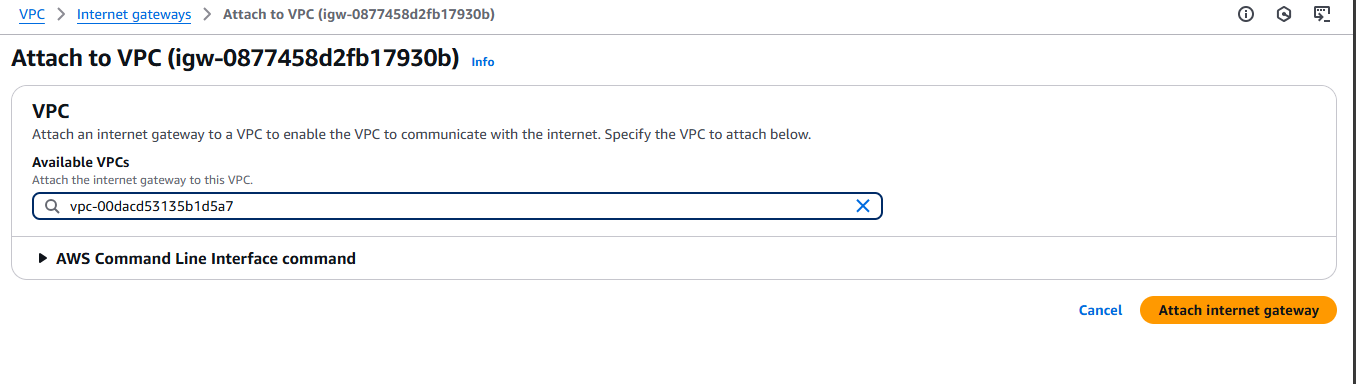 VPC > Internet gateways > Attach to VPC (igw-0877458d2fb17930b)
Attach to VPC (igw-0877458d2fb17930b) Info
VPC
Attach an internet gateway to a VPC to enable the VPC to communicate with the internet. Specify the VPC to attach below.
Available VPCs
Attach the internet gateway to this VPC.
vpc-00dacd53135b1d5a7
AWS Command Line Interface command
Cancel Attach internet gateway